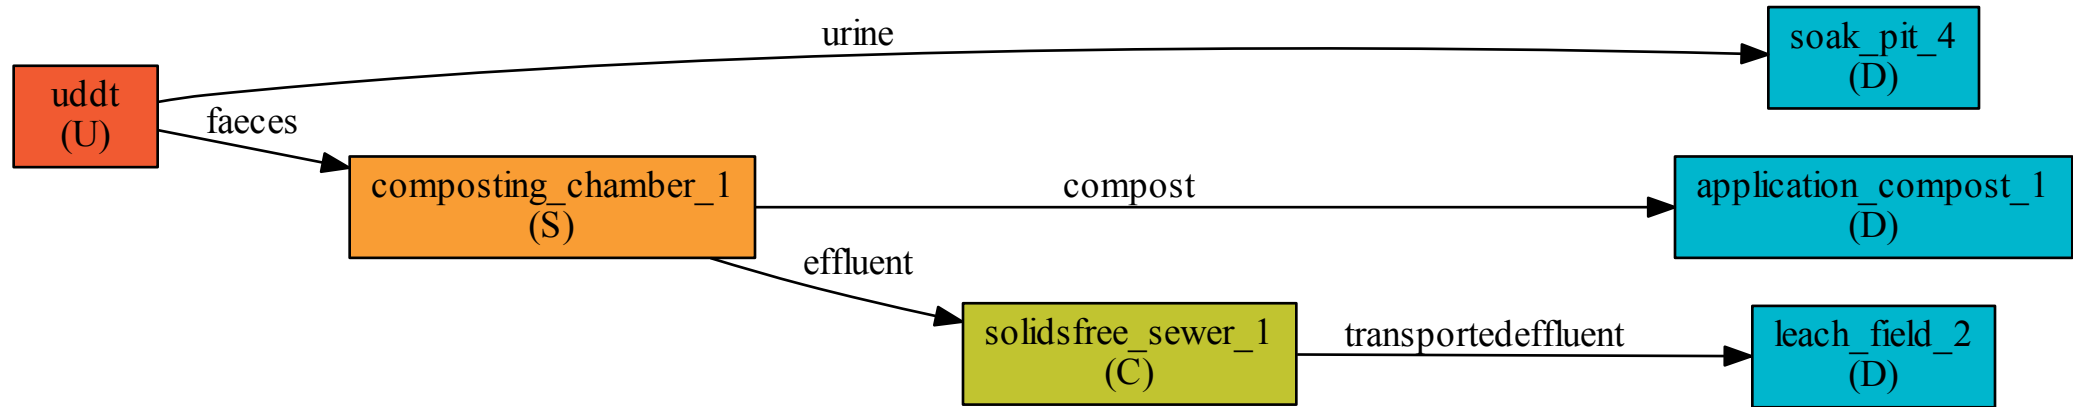 urine
soak_pit_4
(D)
uddt
(U)
faeces
composting_chamber_1
(S)
compost
application_compost_1
(D)
effluent
solidsfree_sewer_1
(C)
transportedeffluent
leach_field_2
(D)